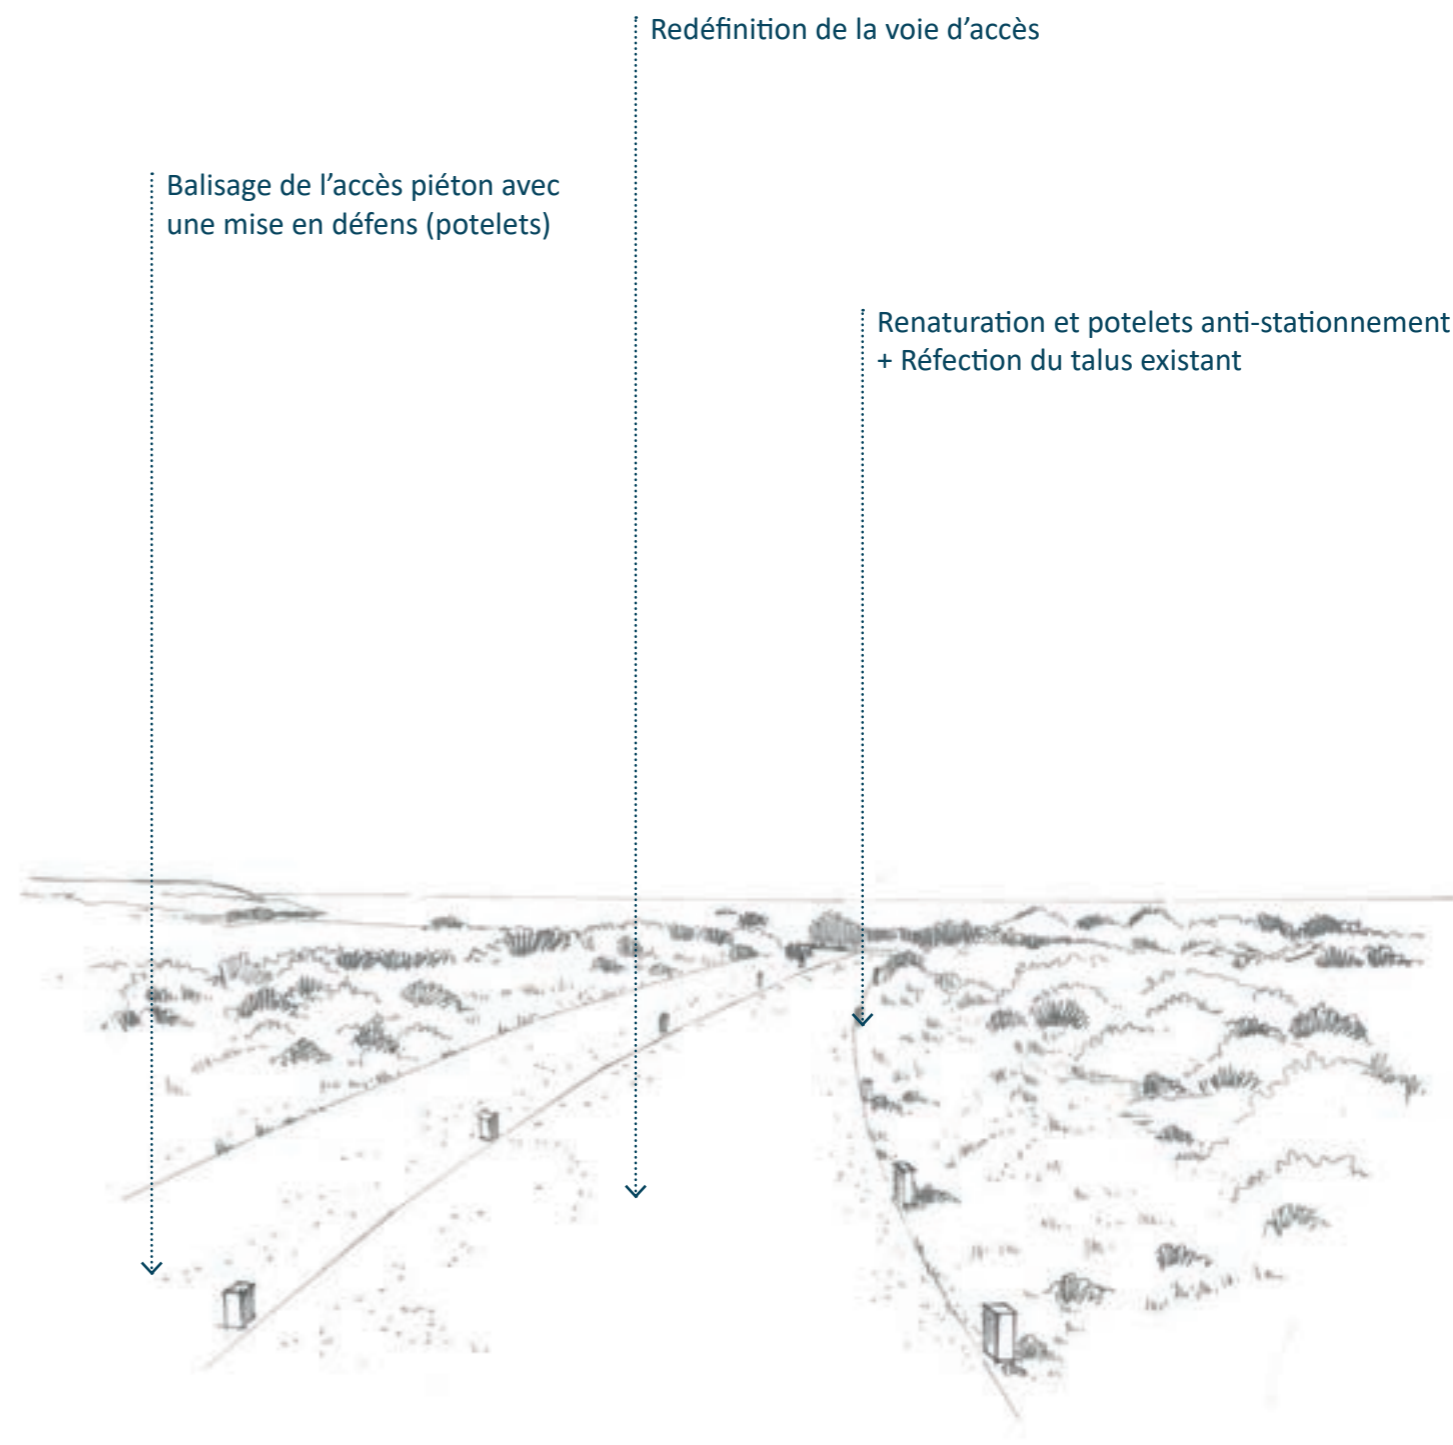 Redéfinition de la voie d’accès
Balisage de l’accès piéton avec
une mise en défens (potelets)
Renaturation et potelets anti-stationnement
+ Réfection du talus existant